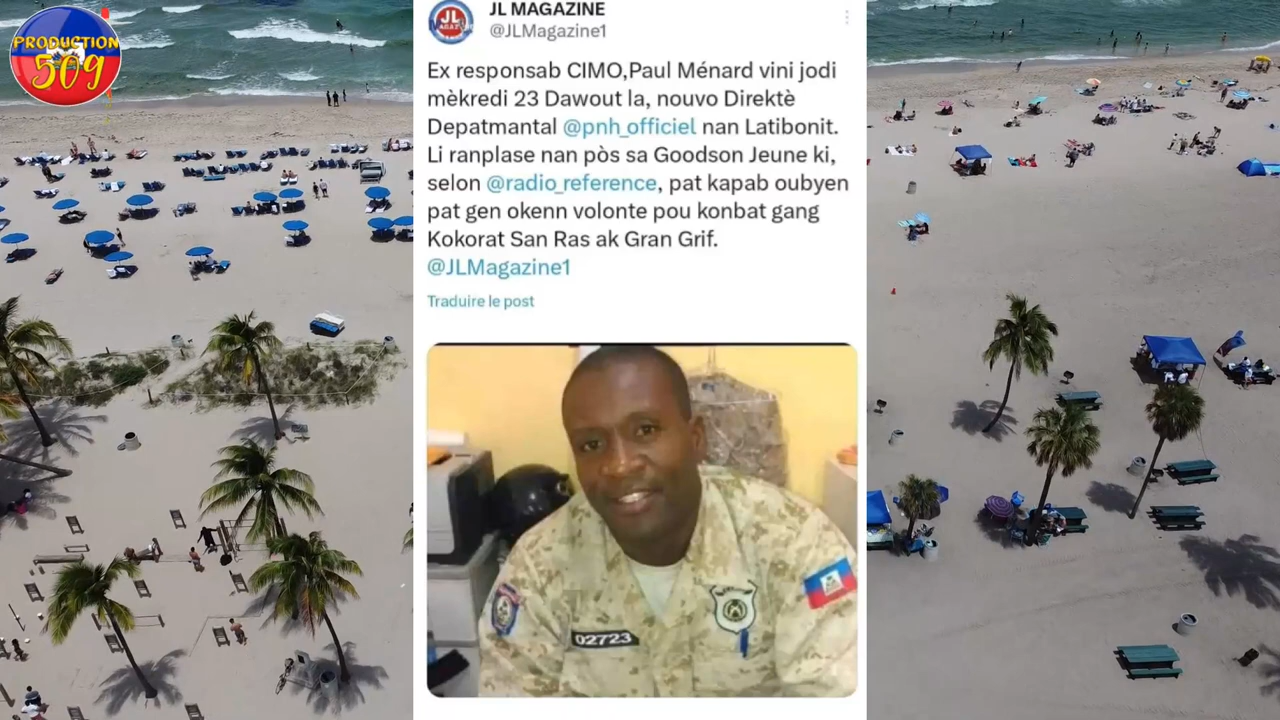 PRODUCTION
509
JL MAGAZINE
@JLMagazine1
Ex responsab CIMO,Paul Ménard vini jodi
mèkredi 23 Dawout la, nouvo Direktè
Depatmantal @pnh_officiel nan Latibonit.
Li ranplase nan pòs sa Goodson Jeune ki,
selon @radio_reference, pat kapab oubyen
pat gen okenn volonte pou konbat gang
Kokorat San Ras ak Gran Grif.
@JLMagazine1
Traduire le post
02723